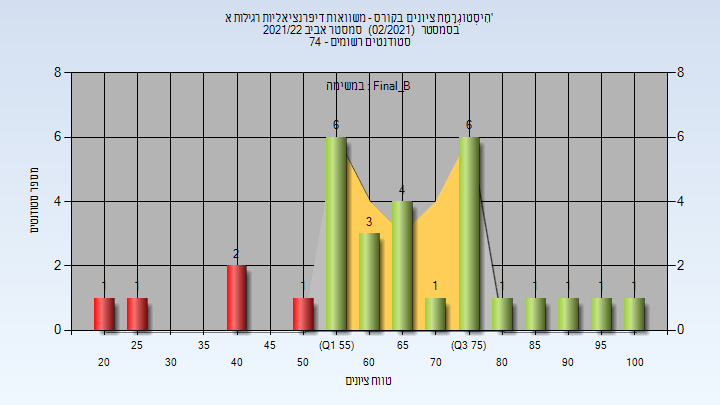 הִיסְטוֹגְרָמַת ציונים בקורס - משוואות דיפרנציאליות רגילות א'
בסמסטר (02/2021) סמסטר אביב 2021/22
סטודנטים רשומים - 74
במשימה : Final_B
מספר סטודנטים
8 8
6 6
4 4
2 2
0 0
1 1 2 1 6 3 4 1 6 1 1 1 1 1
25 35 45 (Q1 55) 65 (Q3 75) 85 95
20 30 40 50 60 70 80 90 100
טווח ציונים